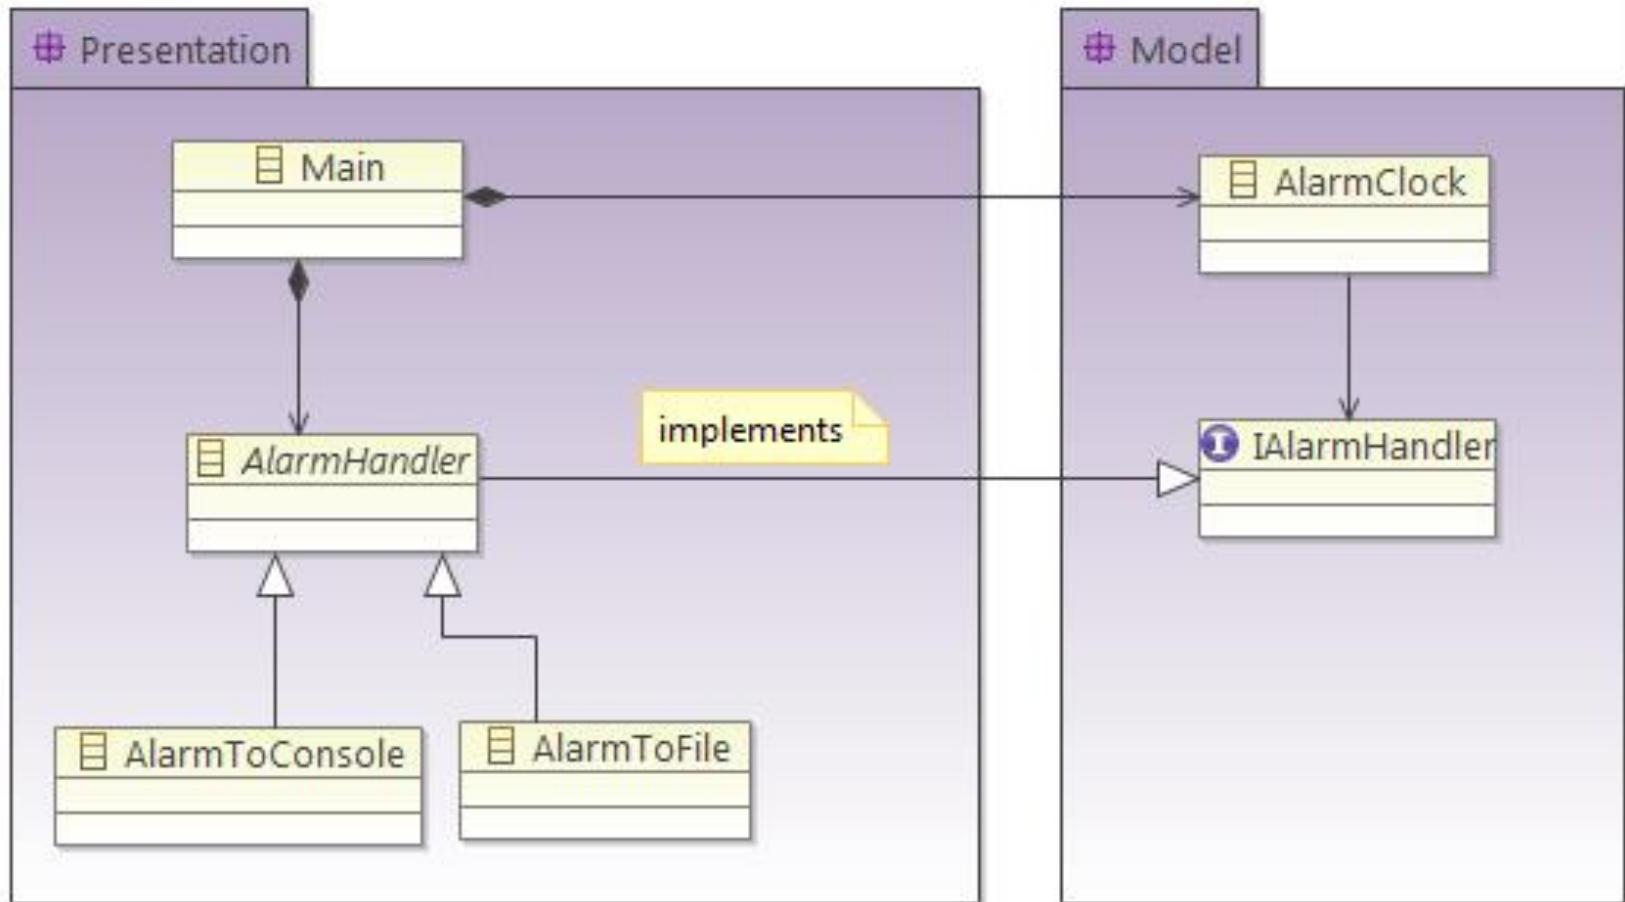 Presentation
Model
Main
AlarmClock
implements
AlarmHandler
IAlarmHandler
AlarmToConsole
AlarmToFile